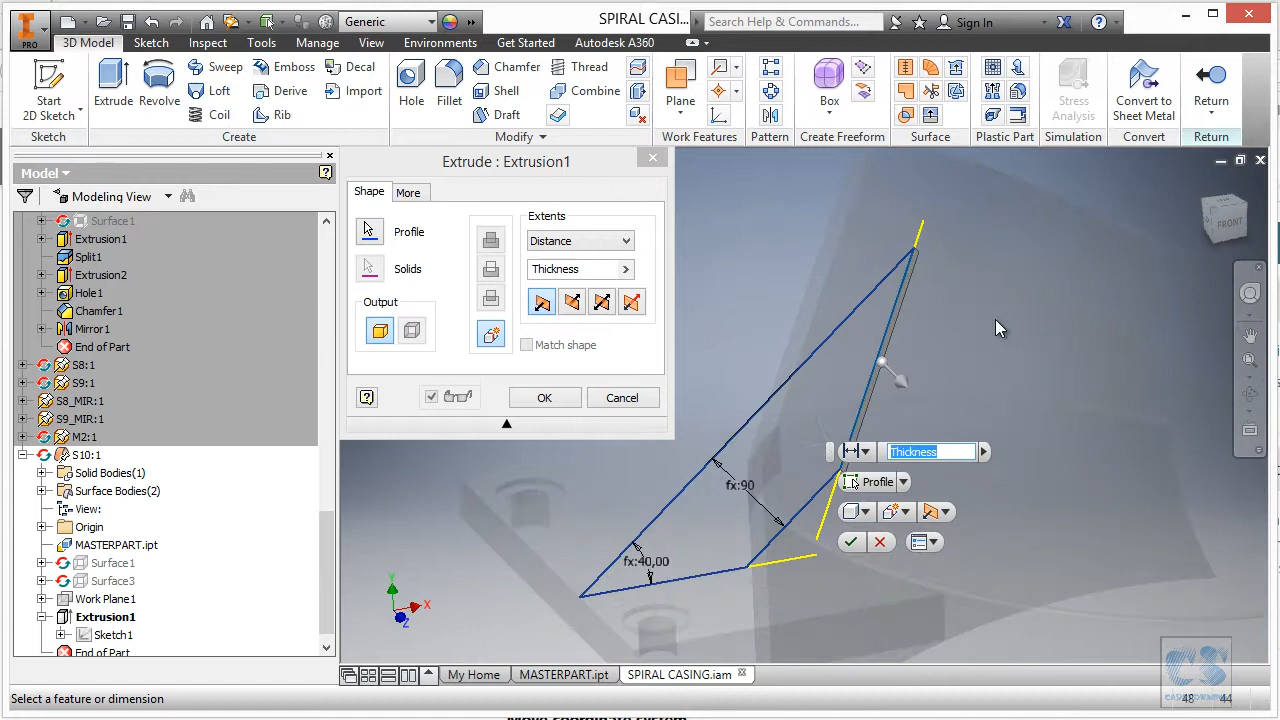 PRO
Generic
SPIRAL CASING...
Search Help & Commands...
Sign In
3D Model
Sketch
Inspect
Tools
Manage
View
Environments
Get Started
Autodesk A360
Start
2D Sketch
Extrude
Revolve
Sweep
Emboss
Decal
Loft
Derive
Import
Coil
Rib
Hole
Fillet
Chamfer
Thread
Shell
Combine
Draft
Plane
Box
Stress
Analysis
Convert to
Sheet Metal
Return
Sketch
Create
Modify
Work Features
Pattern
Create Freeform
Surface
Plastic Part
Simulation
Convert
Return
Model
Modeling View
Surface1
Extrusion1
Split1
Extrusion2
Hole1
Chamfer1
Mirror1
End of Part
S8:1
S9:1
S8_MIR:1
S9_MIR:1
M2:1
S10:1
Solid Bodies(1)
Surface Bodies(2)
View:
Origin
MASTERPART.ipt
Surface1
Surface3
Work Plane1
Extrusion1
Sketch1
End of Part
Extrude : Extrusion1
Shape
More
Profile
Solids
Output
Extents
Distance
Thickness
Match shape
OK
Cancel
FRONT
fx:90
fx:40,00
Thickness
Profile
Y
X
Z
My Home
MASTERPART.ipt
SPIRAL CASING.iam
Select a feature or dimension
48
44
CS
Move coordinate system